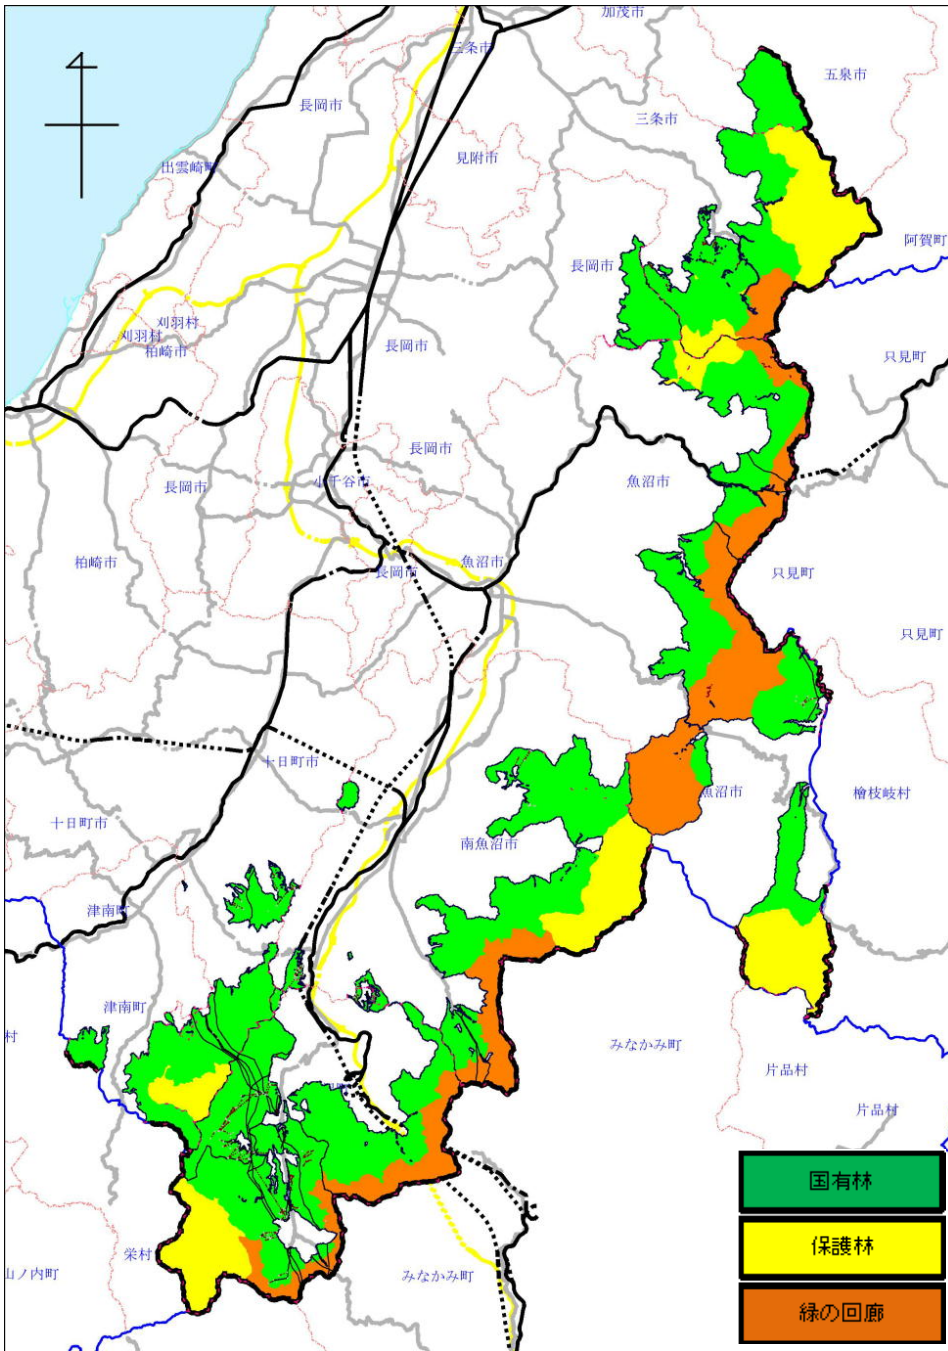 加茂市
三条市
五泉市
長岡市
三条市
見附市
出雲崎町
阿賀町
長岡市
刈羽村
刈羽村
柏崎市
長岡市
只見町
長岡市
長岡市
小千谷市
魚沼市
柏崎市
魚沼市
長岡市
只見町
只見町
十日町市
魚沼市
檜枝岐村
十日町市
南魚沼市
津南町
津南町
村
みなかみ町
片品村
片品村
国有林
保護林
栄村
山ノ内町
みなかみ町
緑の回廊